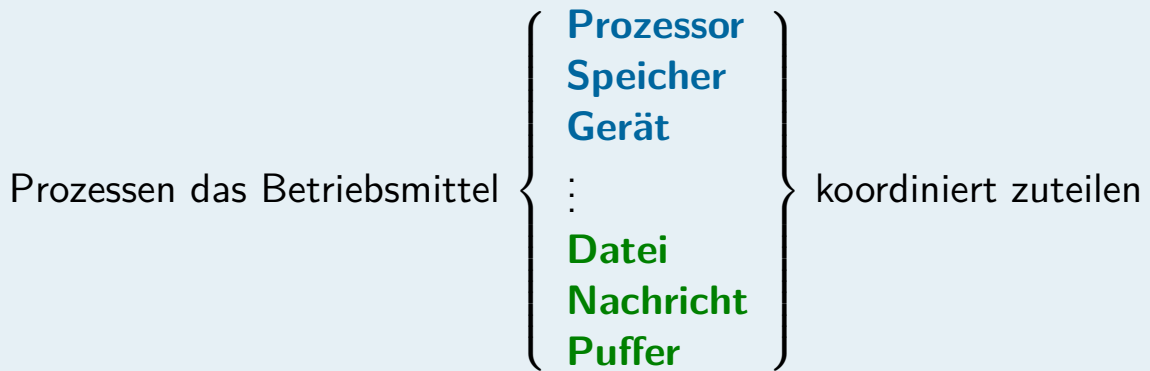 Prozessor
Speicher
Gerät
Prozessen das Betriebsmittel { ⋮ } koordiniert zuteilen
Datei
Nachricht
Puffer